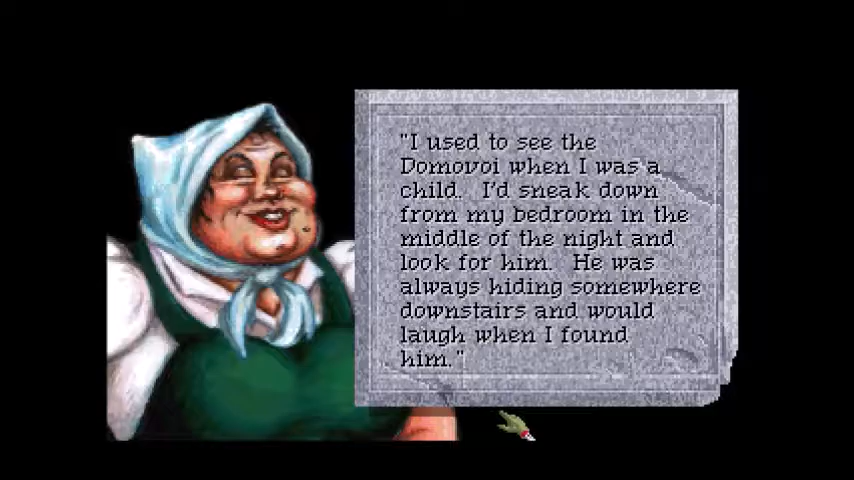 "I used to see the
Domovoi when I was a
child.  I'd sneak down
from my bedroom in the
middle of the night and
look for him.  He was
always hiding somewhere
downstairs and would
laugh when I found
him."